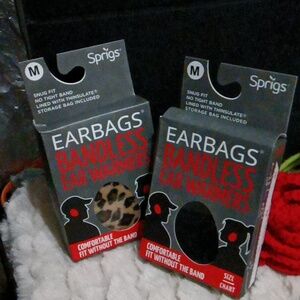 M
Sprigs
SNUG FIT
NO TIGHT BAND
LINED WITH THINSULATE
STORAGE BAG INCLUDED
EARBAGS®
BANDLESS
EAR WARMERS
COMFORTABLE
FIT WITHOUT THE BAND
M
Sprigs
SNUG FIT
NO TIGHT BAND
LINED WITH THINSULATE
STORAGE BAG INCLUDED
EARBAGS®
BANDLESS
EAR WARMERS
COMFORTABLE
FIT WITHOUT THE BAND
SIZE
CHART